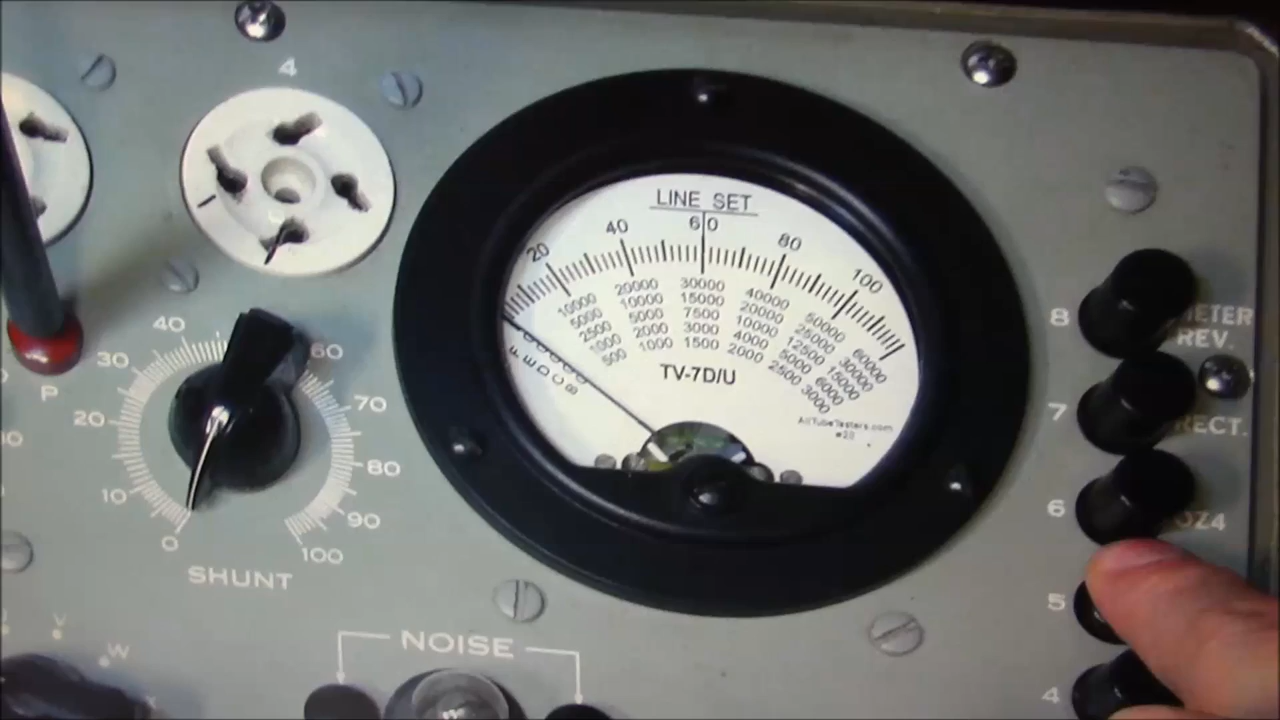 4
LINE SET
20 40 60 80 100
10000 20000 30000 40000 50000 60000
5000 10000 15000 20000 25000 30000
2500 5000 7500 10000 12500 15000
1000 2000 3000 4000 5000 6000
500 1000 1500 2000 2500 3000
F E D C B
TV-7D/U
AllTubeTesters.com
8 METER
REV.
7 RECT.
6 OZ4
5
4
P
0 10 20 30 40 60 70 80 90 100
SHUNT
NOISE
V
W
X